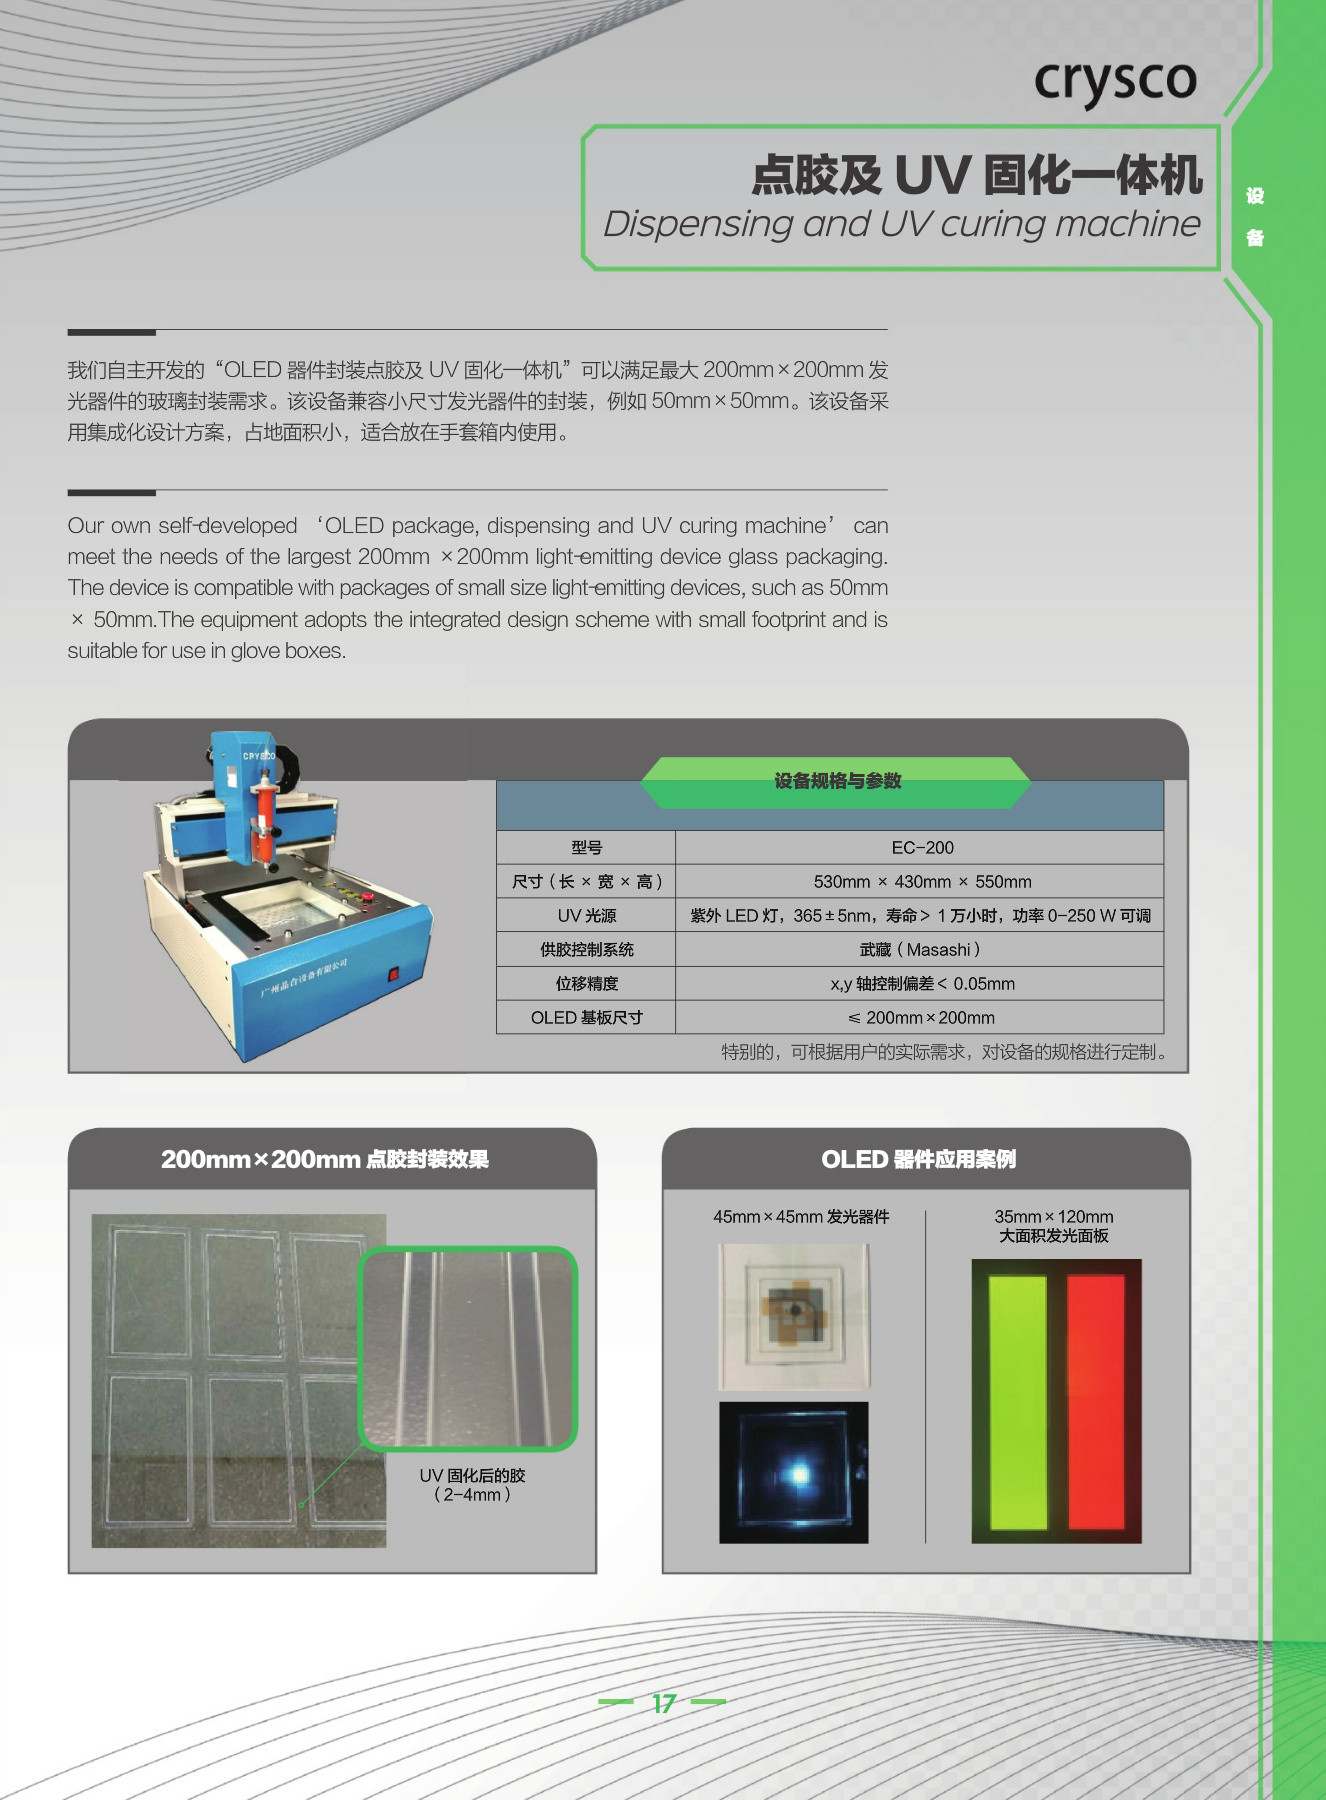 crysco
点胶及 UV 固化一体机
Dispensing and UV curing machine
设
备
我们自主开发的“OLED 器件封装点胶及 UV 固化一体机”可以满足最大 200mm×200mm 发
光器件的玻璃封装需求。该设备兼容小尺寸发光器件的封装，例如 50mm×50mm。该设备采
用集成化设计方案，占地面积小，适合放在手套箱内使用。
Our own self-developed ‘OLED package, dispensing and UV curing machine’ can
meet the needs of the largest 200mm ×200mm light-emitting device glass packaging.
The device is compatible with packages of small size light-emitting devices, such as 50mm
× 50mm.The equipment adopts the integrated design scheme with small footprint and is
suitable for use in glove boxes.
CRYSCO
广州晶合设备有限公司
设备规格与参数
型号 EC-200
尺寸（长 × 宽 × 高） 530mm × 430mm × 550mm
UV 光源 紫外 LED 灯，365±5nm，寿命> 1 万小时，功率 0-250 W 可调
供胶控制系统 武藏（Masashi）
位移精度 x,y 轴控制偏差< 0.05mm
OLED 基板尺寸 ≤ 200mm×200mm
特别的，可根据用户的实际需求，对设备的规格进行定制。
200mm×200mm 点胶封装效果
UV 固化后的胶
（2-4mm）
OLED 器件应用案例
45mm×45mm 发光器件
35mm×120mm
大面积发光面板
17